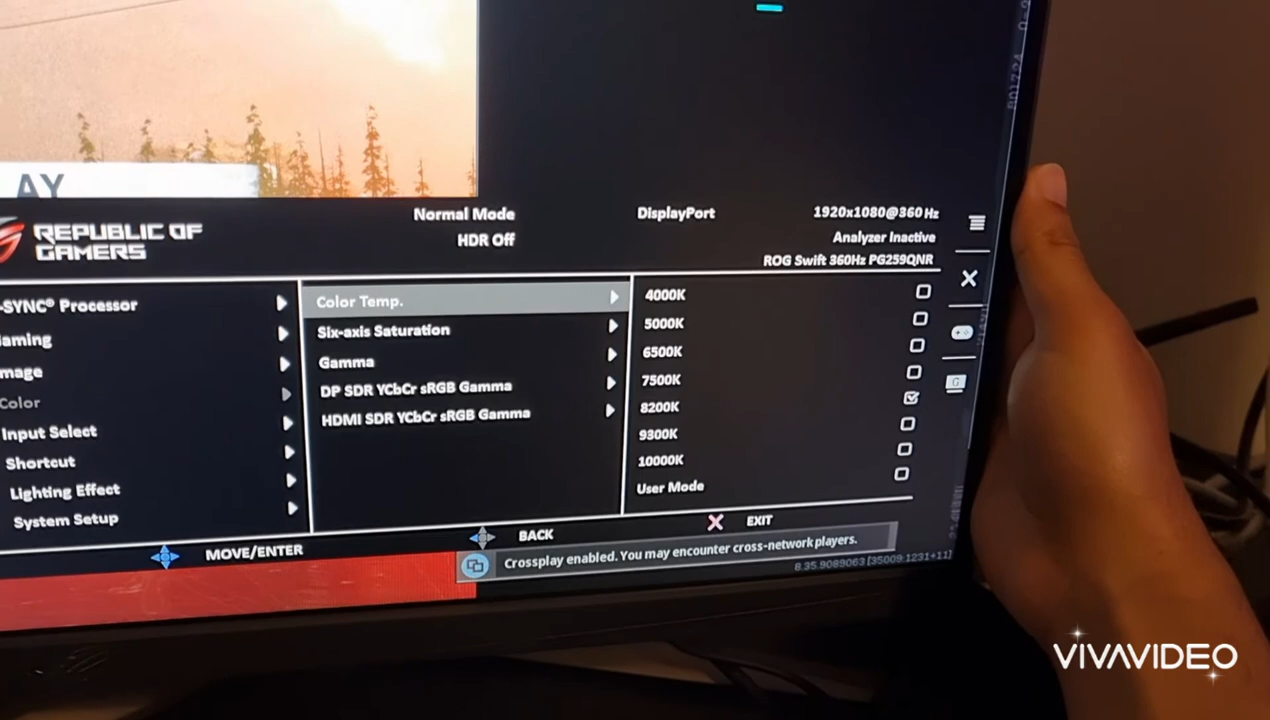 AY
REPUBLIC OF
GAMERS
Normal Mode
HDR Off
DisplayPort
1920x1080@360 Hz
Analyzer Inactive
ROG Swift 360Hz PG259QNR
-SYNC® Processor
aming
mage
Color
Input Select
Shortcut
Lighting Effect
System Setup
Color Temp.
Six-axis Saturation
Gamma
DP SDR YCbCr sRGB Gamma
HDMI SDR YCbCr sRGB Gamma
4000K
5000K
6500K
7500K
8200K
9300K
10000K
User Mode
G
MOVE/ENTER
BACK
EXIT
Crossplay enabled. You may encounter cross-network players.
8.35.9089063 [35009:1231+11]
VIVAVIDEO